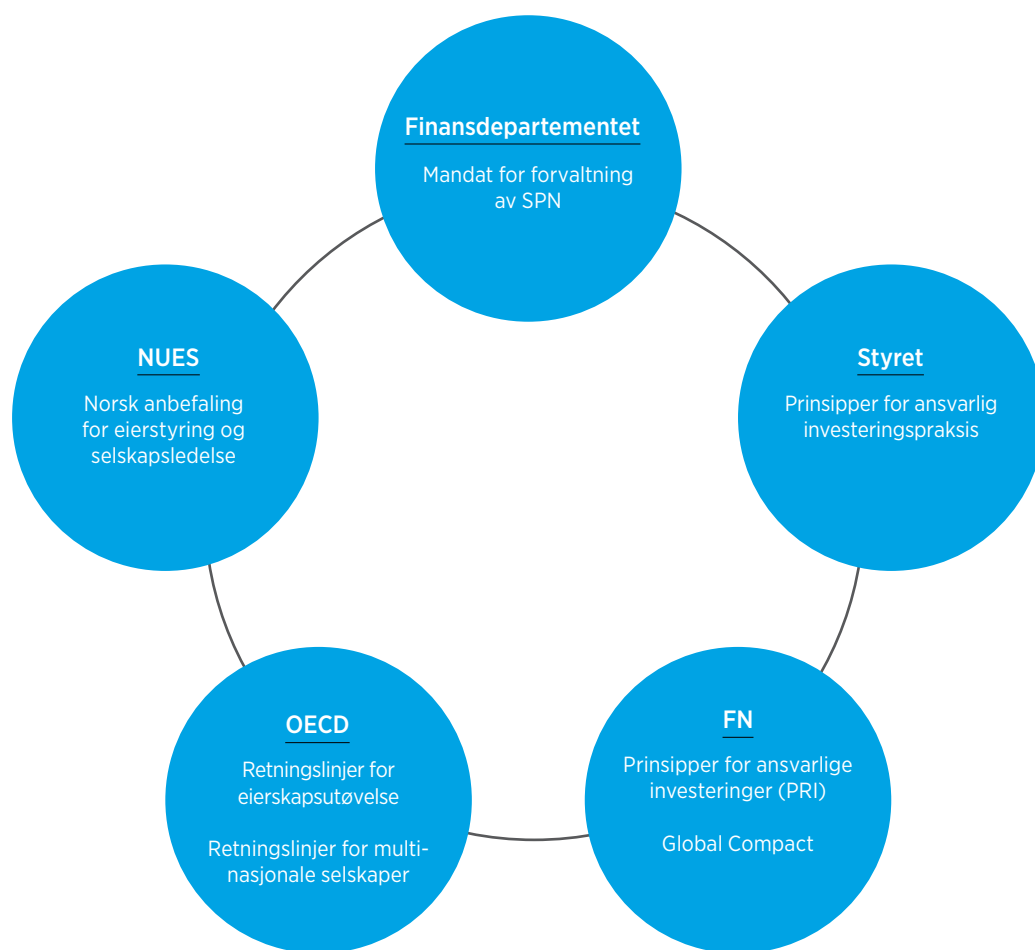 Finansdepartementet
Mandat for forvaltning
av SPN
NUES
Norsk anbefaling
for eierstyring og
selskapsledelse
Styret
Prinsipper for ansvarlig
investeringspraksis
OECD
Retningslinjer for
eierskapsutøvelse
Retningslinjer for multi-
nasjonale selskaper
FN
Prinsipper for ansvarlige
investeringer (PRI)
Global Compact